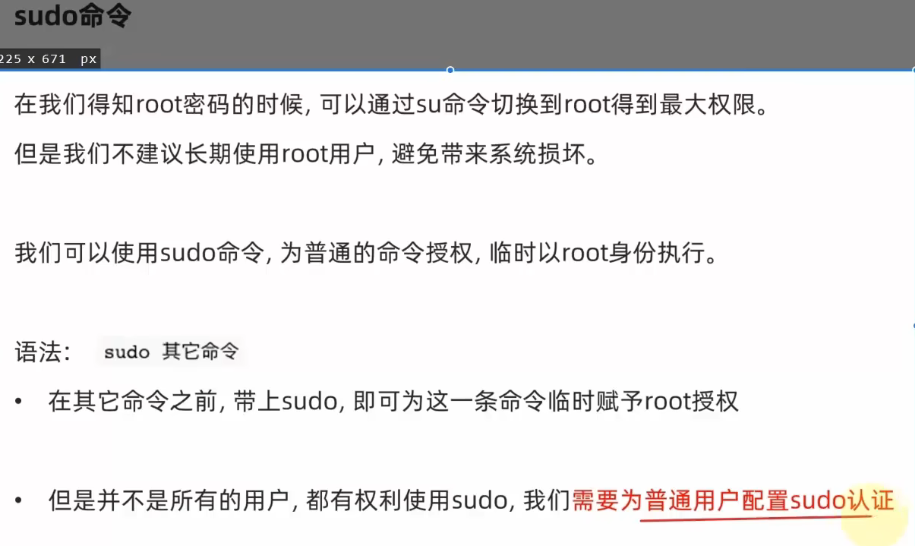 sudo命令
225 x 671 px
在我们得知root密码的时候, 可以通过su命令切换到root得到最大权限。
但是我们不建议长期使用root用户, 避免带来系统损坏。
我们可以使用sudo命令, 为普通的命令授权, 临时以root身份执行。
语法： sudo 其它命令
• 在其它命令之前, 带上sudo, 即可为这一条命令临时赋予root授权
• 但是并不是所有的用户, 都有权利使用sudo, 我们需要为普通用户配置sudo认证